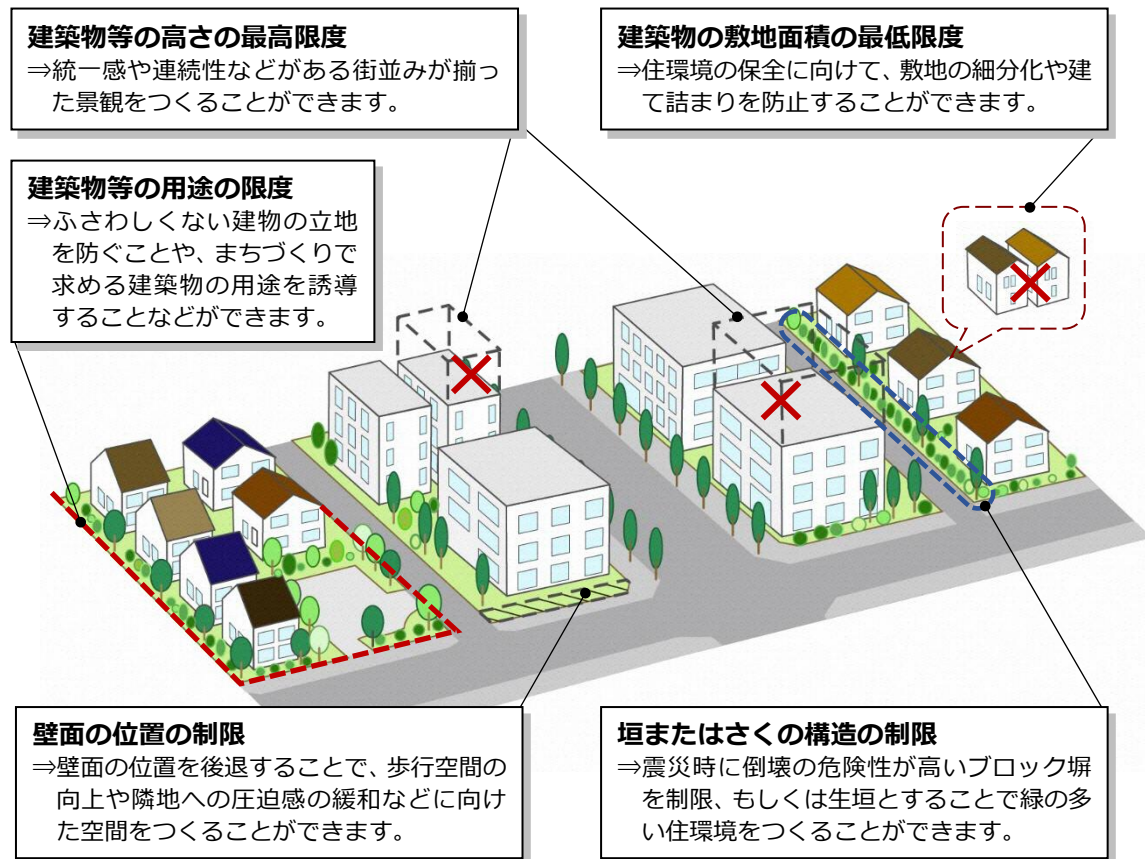 建築物等の高さの最高限度
⇒統一感や連続性などがある街並みが揃っ
た景観をつくることができます。
建築物の敷地面積の最低限度
⇒住環境の保全に向けて、敷地の細分化や建
て詰まりを防止することができます。
建築物等の用途の限度
⇒ふさわしくない建物の立地
を防ぐことや、まちづくりで
求める建築物の用途を誘導
することなどができます。
壁面の位置の制限
⇒壁面の位置を後退することで、歩行空間の
向上や隣地への圧迫感の緩和などに向け
た空間をつくることができます。
垣またはさくの構造の制限
⇒震災時に倒壊の危険性が高いブロック塀
を制限、もしくは生垣とすることで緑の多
い住環境をつくることができます。